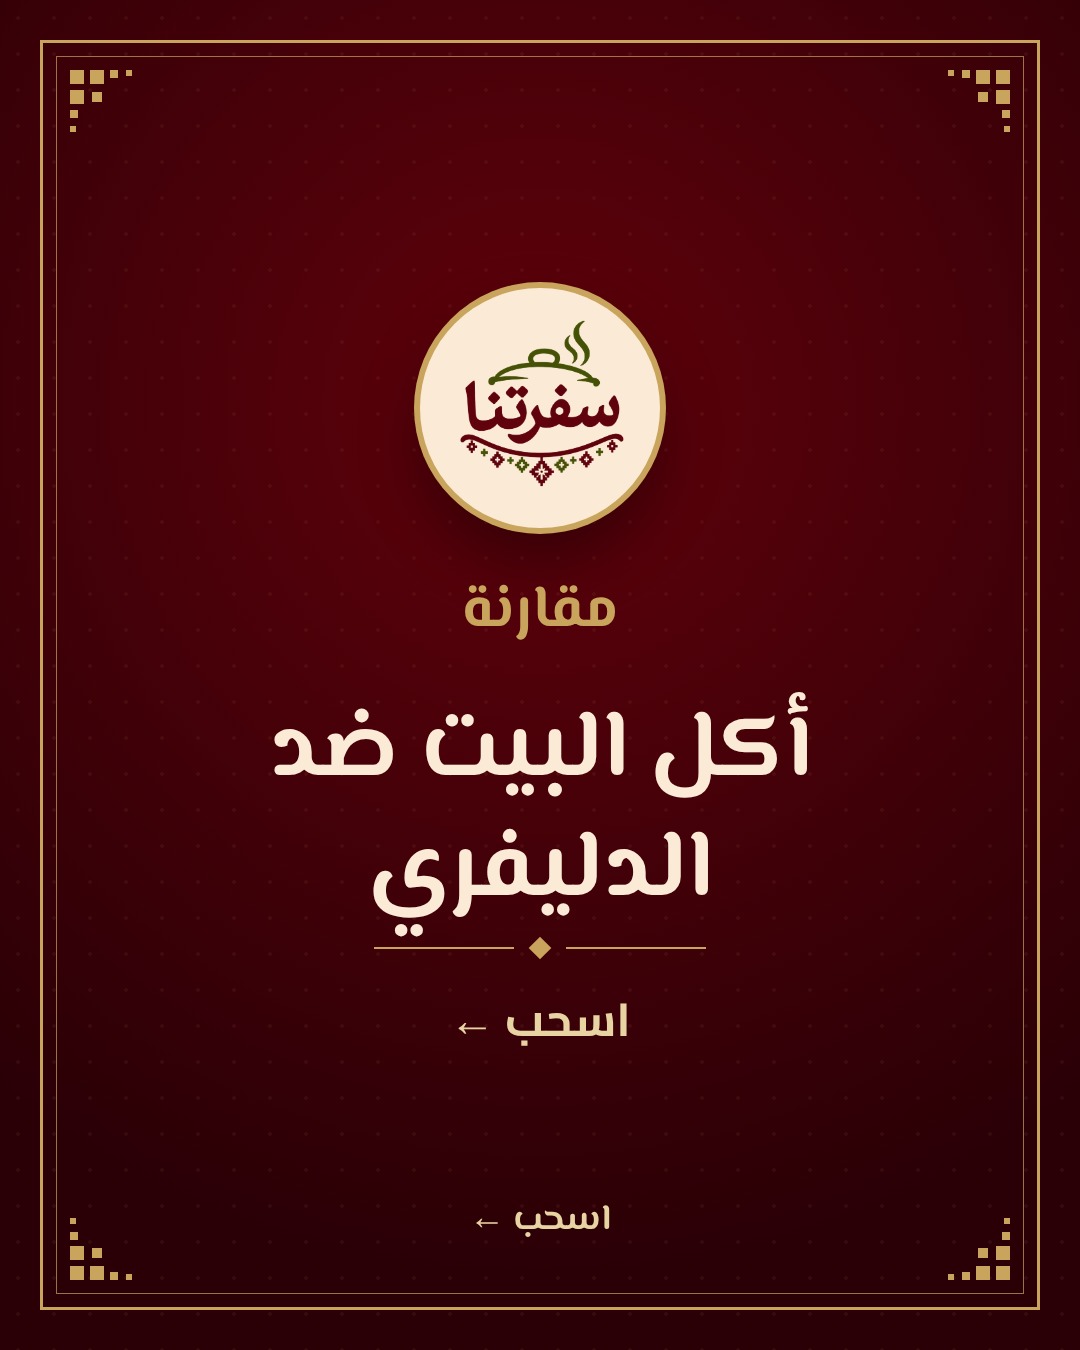 سفرتنا
مقارنة
أكل البيت ضد
الدليفري
اسحب ←
اسحب ←